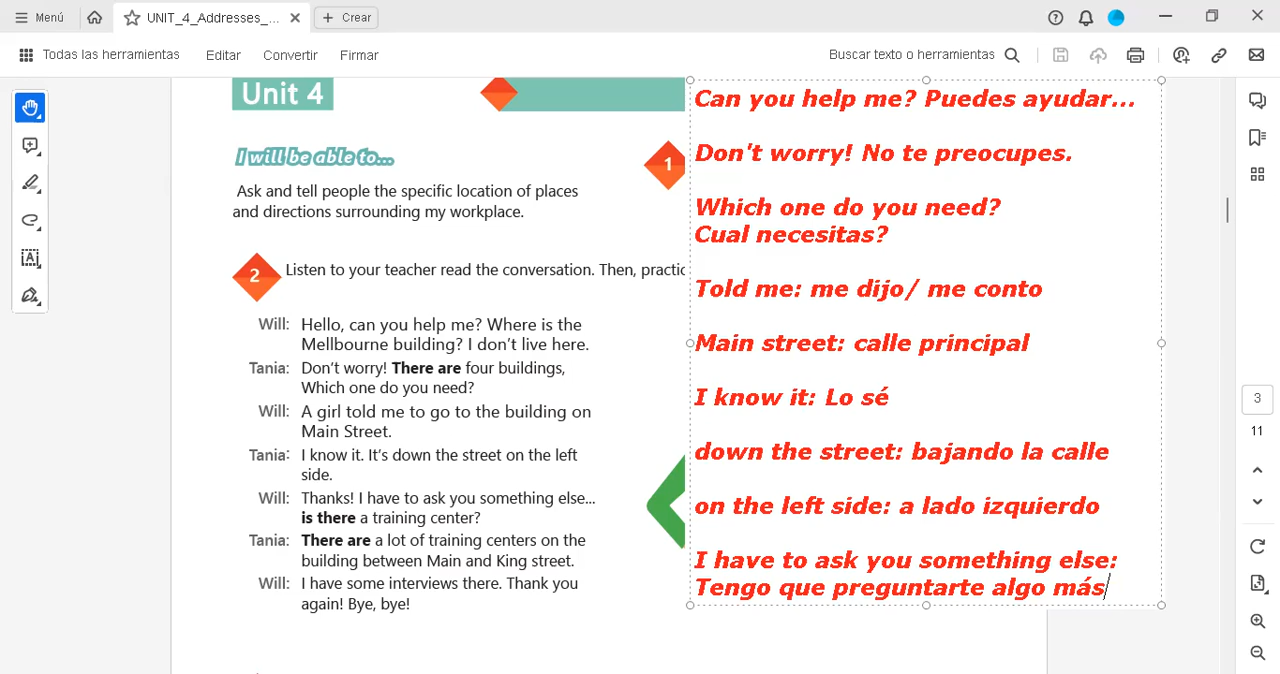 Menú
UNIT_4_Addresses_...
Crear
Todas las herramientas
Editar
Convertir
Firmar
Buscar texto o herramientas
Unit 4
I will be able to...
Ask and tell people the specific location of places
and directions surrounding my workplace.
1
2
Listen to your teacher read the conversation. Then, practic
Will: Hello, can you help me? Where is the
Mellbourne building? I don't live here.
Tania: Don't worry! There are four buildings,
Which one do you need?
Will: A girl told me to go to the building on
Main Street.
Tania: I know it. It's down the street on the left
side.
Will: Thanks! I have to ask you something else...
is there a training center?
Tania: There are a lot of training centers on the
building between Main and King street.
Will: I have some interviews there. Thank you
again! Bye, bye!
Can you help me? Puedes ayudar...
Don't worry! No te preocupes.
Which one do you need?
Cual necesitas?
Told me: me dijo/ me conto
Main street: calle principal
I know it: Lo sé
down the street: bajando la calle
on the left side: a lado izquierdo
I have to ask you something else:
Tengo que preguntarte algo más
3
11